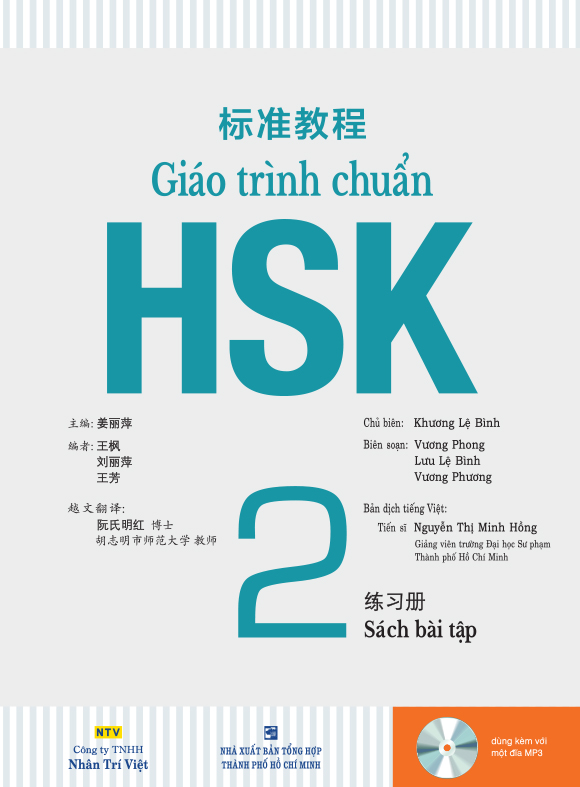 标准教程
Giáo trình chuẩn
HSK
主编: 姜丽萍
编者: 王枫
刘丽萍
王芳
越文翻译:
阮氏明红 博士
胡志明市师范大学 教师
Chủ biên: Khương Lệ Bình
Biên soạn: Vương Phong
Lưu Lệ Bình
Vương Phương
Bản dịch tiếng Việt:
Tiến sĩ Nguyễn Thị Minh Hồng
Giảng viên trường Đại học Sư phạm
Thành phố Hồ Chí Minh
2
练习册
Sách bài tập
NTV
Công ty TNHH
Nhân Trí Việt
NHÀ XUẤT BẢN TỔNG HỢP
THÀNH PHỐ HỒ CHÍ MINH
dùng kèm với
một đĩa MP3